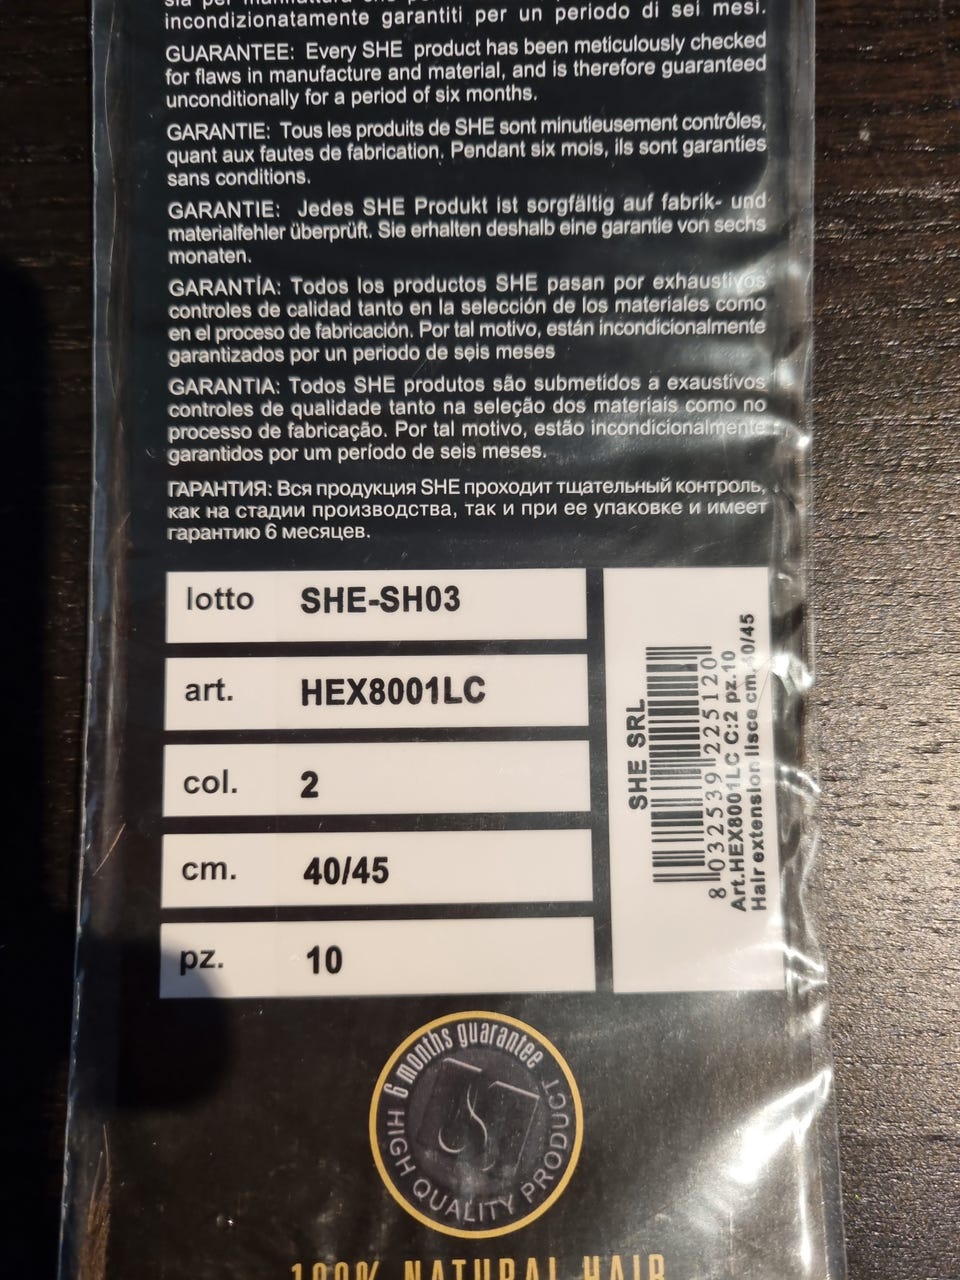 incondizionatamente garantiti per un periodo di sei mesi.
GUARANTEE: Every SHE product has been meticulously checked
for flaws in manufacture and material, and is therefore guaranteed
unconditionally for a period of six months.
GARANTIE: Tous les produits de SHE sont minutieusement contrôles,
quant aux fautes de fabrication. Pendant six mois, ils sont garanties
sans conditions.
GARANTIE: Jedes SHE Produkt ist sorgfältig auf fabrik- und
materialfehler überprüft. Sie erhalten deshalb eine garantie von sechs
monaten.
GARANTÍA: Todos los productos SHE pasan por exhaustivos
controles de calidad tanto en la selección de los materiales como
en el proceso de fabricación. Por tal motivo, están incondicionalmente
garantizados por un periodo de seis meses
GARANTIA: Todos SHE produtos são submetidos a exaustivos
controles de qualidade tanto na seleção dos materiais como no
processo de fabricação. Por tal motivo, estão incondicionalmente
garantidos por um período de seis meses.
ГАРАНТИЯ: Вся продукция SHE проходит тщательный контроль,
как на стадии производства, так и при ее упаковке и имеет
гарантию 6 месяцев.
lotto SHE-SH03
art. HEX8001LC
col. 2
cm. 40/45
pz. 10
SHE SRL
8 032539 225120
Art.HEX8001LC C:2 pz.10
Hair extension lisce cm.40/45
6 months guarantee
HIGH QUALITY PRODUCT
100% NATURAL HAIR